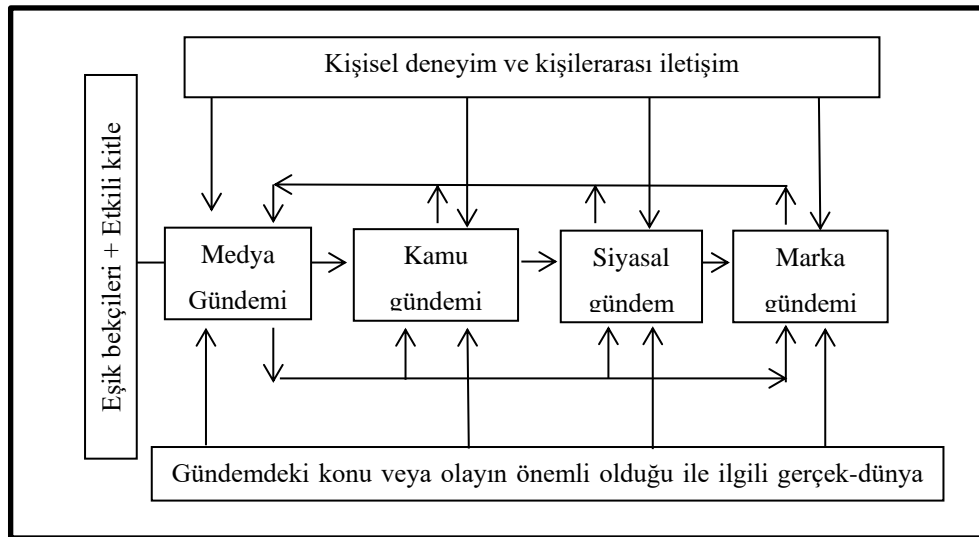 Kişisel deneyim ve kişilerarası iletişim
Eşik bekçileri + Etkili kitle
Medya
Gündemi
Kamu
gündemi
Siyasal
gündem
Marka
gündemi
Gündemdeki konu veya olayın önemli olduğu ile ilgili gerçek-dünya